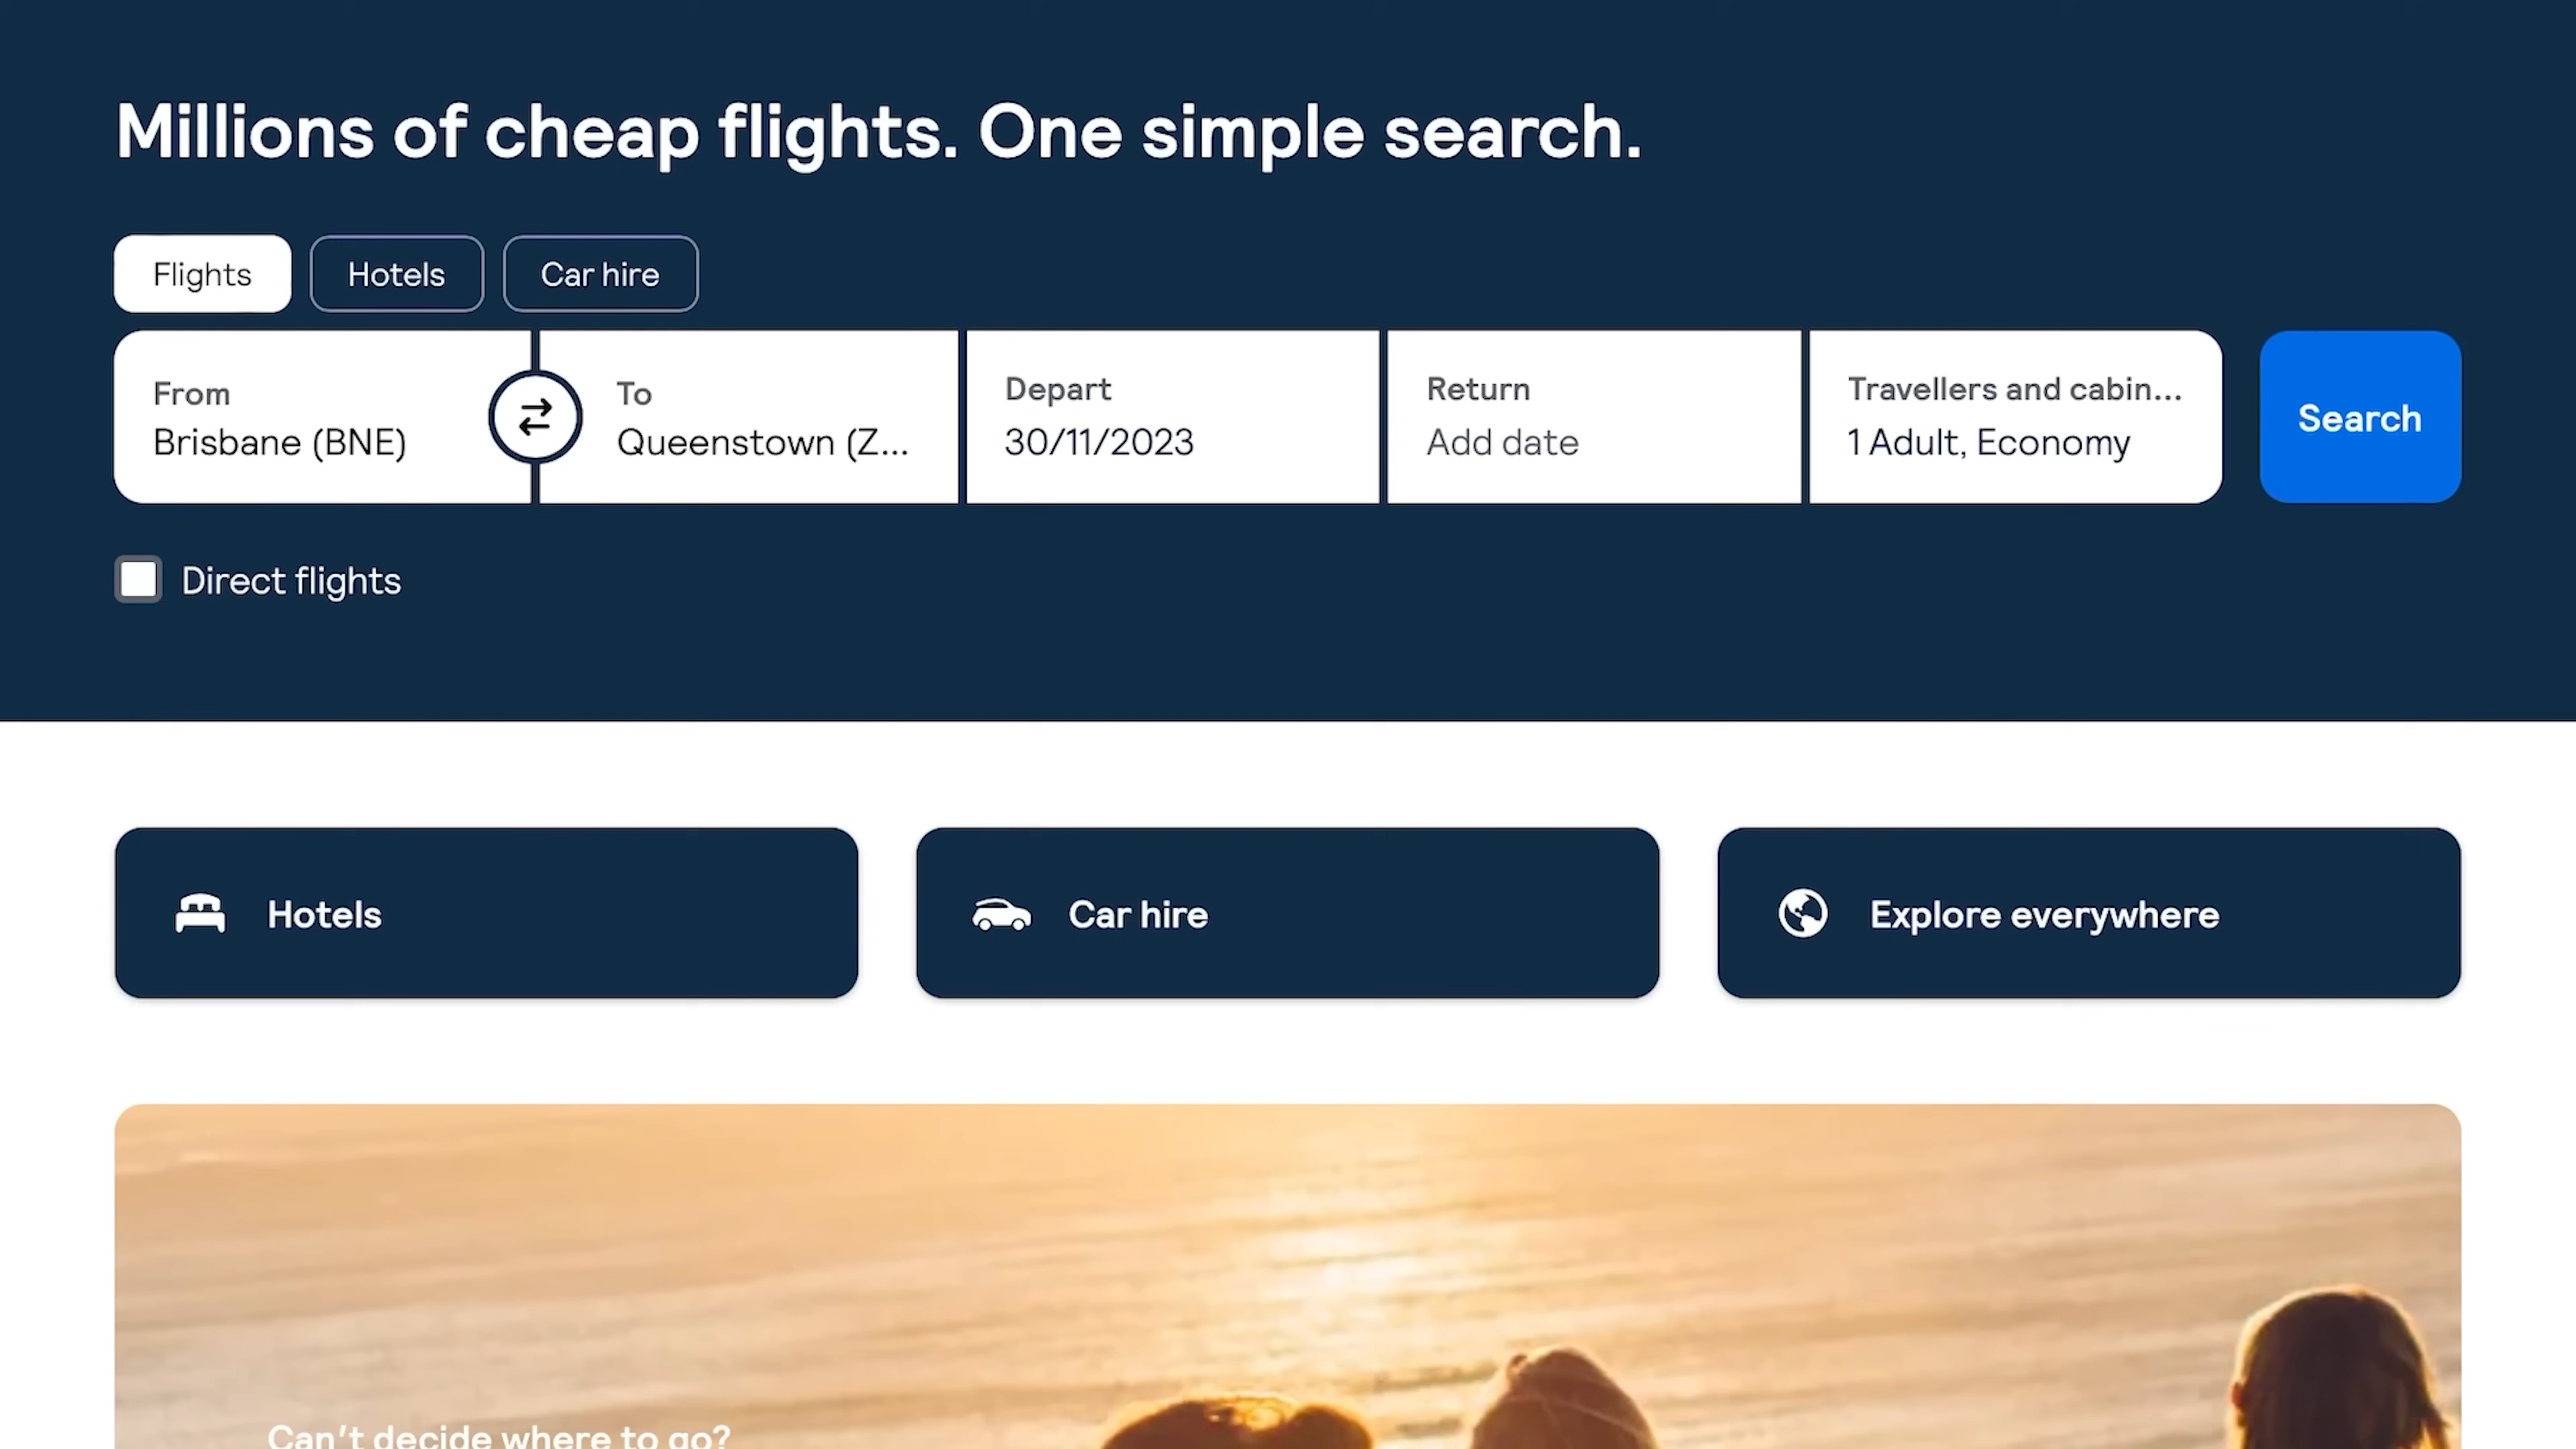 Millions of cheap flights. One simple search.
Flights
Hotels
Car hire
From
Brisbane (BNE)
To
Queenstown (Z...
Depart
30/11/2023
Return
Add date
Travellers and cabin...
1 Adult, Economy
Search
Direct flights
Hotels
Car hire
Explore everywhere
Can't decide where to go?